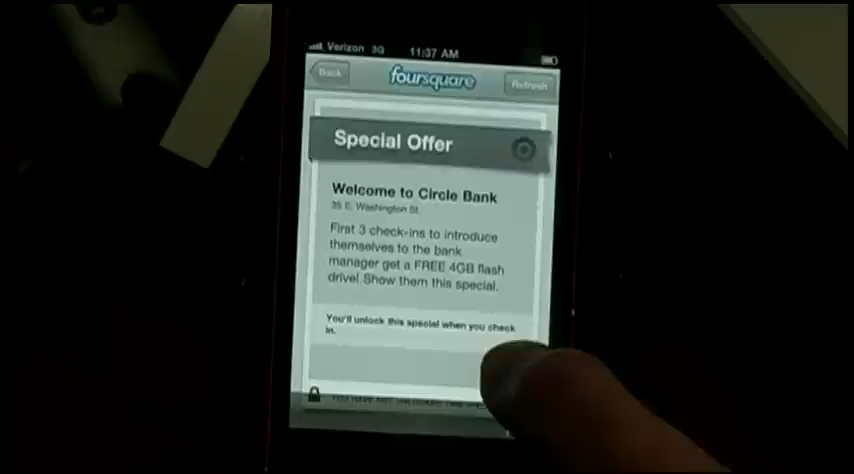 Verizon 3G 11:37 AM
Back foursquare Refresh
Special Offer
Welcome to Circle Bank
35 E. Washington St.
First 3 check-ins to introduce
themselves to the bank
manager get a FREE 4GB flash
drive! Show them this special.
You'll unlock this special when you check
in.